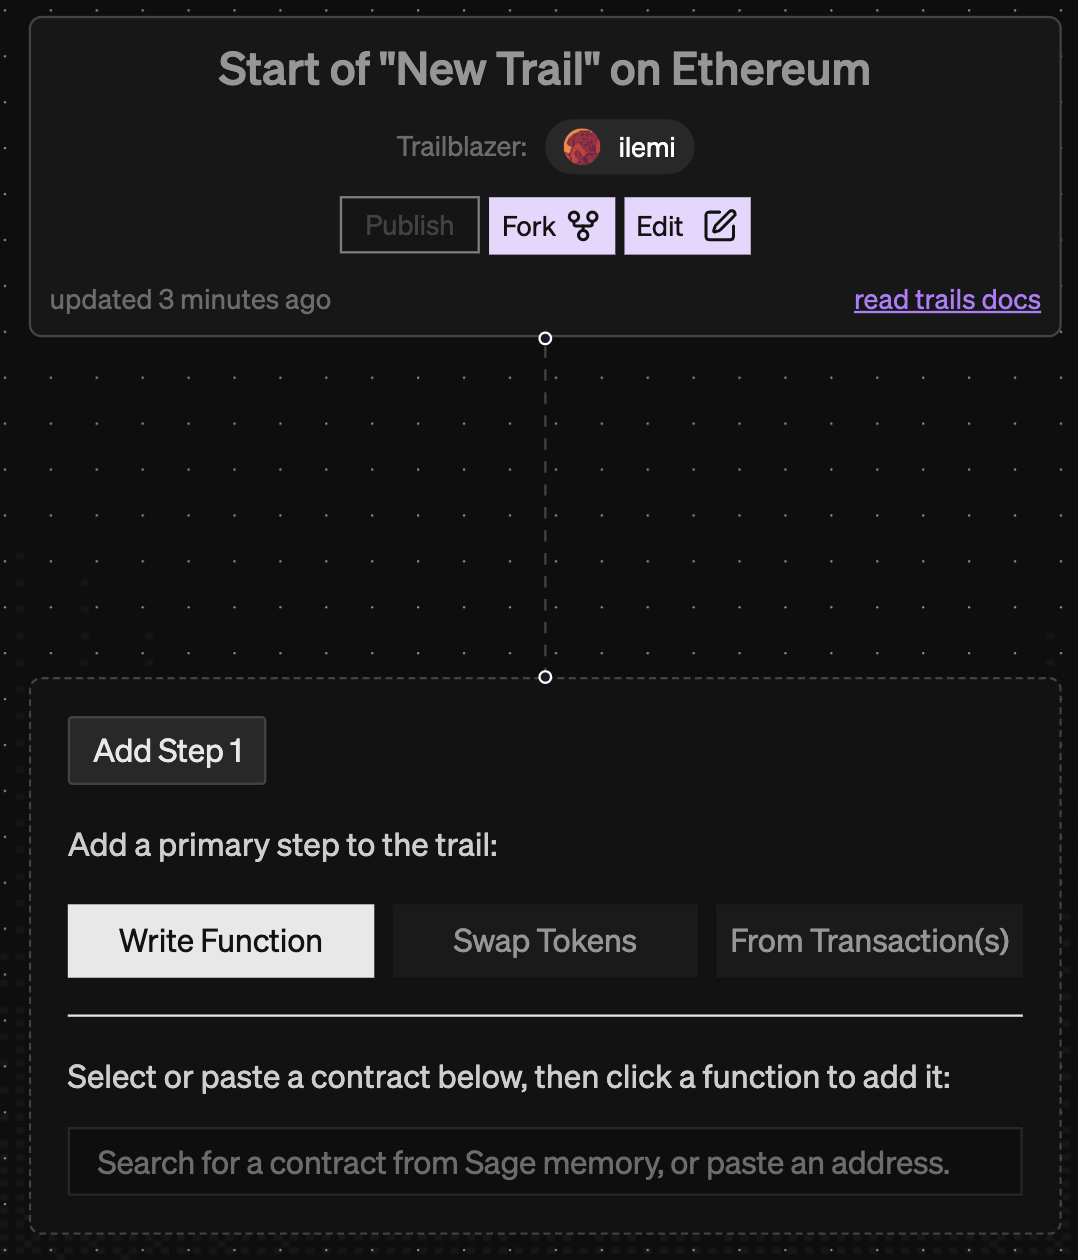 Start of "New Trail" on Ethereum
Trailblazer: ilemi
Publish Fork Edit
updated 3 minutes ago read trails docs
Add Step 1
Add a primary step to the trail:
Write Function Swap Tokens From Transaction(s)
Select or paste a contract below, then click a function to add it:
Search for a contract from Sage memory, or paste an address.